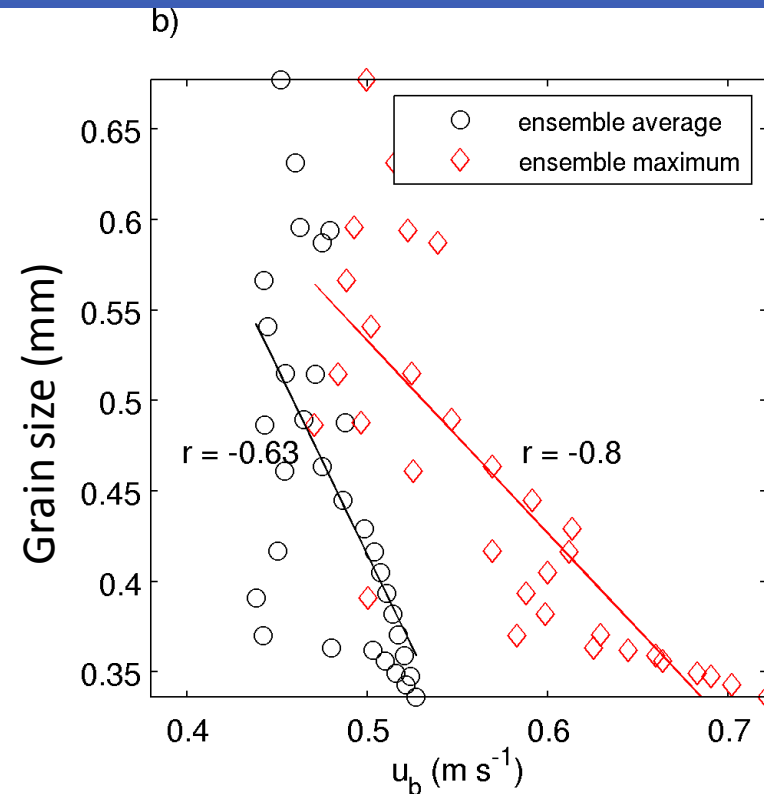 b)
ensemble average
ensemble maximum
0.65
0.6
0.55
0.5
0.45
0.4
0.35
Grain size (mm)
r = -0.63
r = -0.8
0.4
0.5
0.6
0.7
u_b (m s^-1)